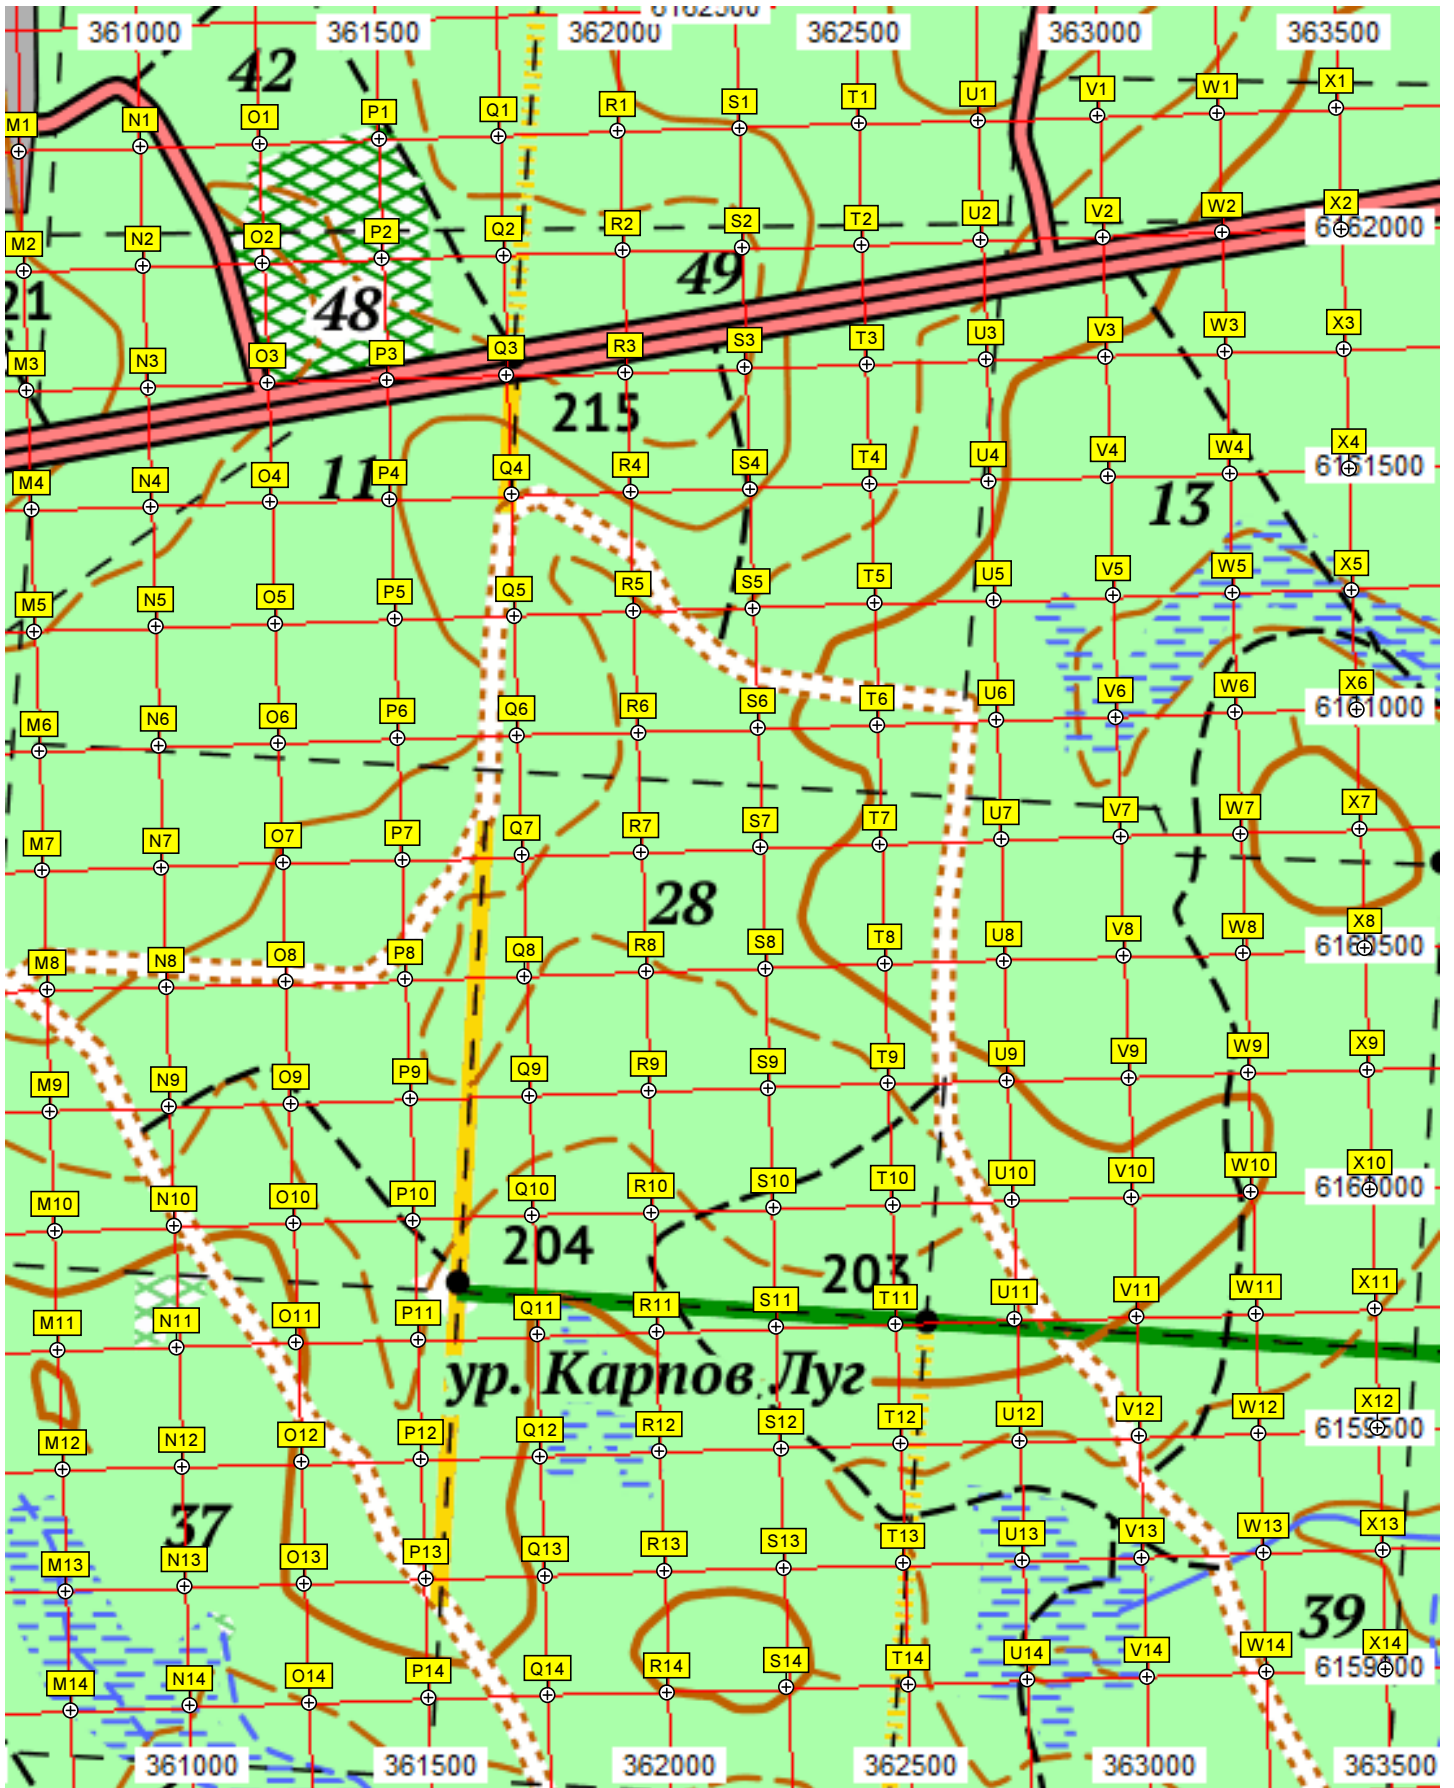 6162500
361000 361500 362000 362500 363000 363500
42
M1 N1 O1 P1 Q1 R1 S1 T1 U1 V1 W1 X1
M2 N2 O2 P2 Q2 R2 S2 T2 U2 V2 W2 X2
6162000
21 48 49
M3 N3 O3 P3 Q3 R3 S3 T3 U3 V3 W3 X3
215
M4 N4 O4 P4 Q4 R4 S4 T4 U4 V4 W4 X4
6161500
11 13
M5 N5 O5 P5 Q5 R5 S5 T5 U5 V5 W5 X5
M6 N6 O6 P6 Q6 R6 S6 T6 U6 V6 W6 X6
6161000
M7 N7 O7 P7 Q7 R7 S7 T7 U7 V7 W7 X7
28
M8 N8 O8 P8 Q8 R8 S8 T8 U8 V8 W8 X8
6160500
M9 N9 O9 P9 Q9 R9 S9 T9 U9 V9 W9 X9
M10 N10 O10 P10 Q10 R10 S10 T10 U10 V10 W10 X10
6160000
204 203
M11 N11 O11 P11 Q11 R11 S11 T11 U11 V11 W11 X11
ур. Карпов Луг
M12 N12 O12 P12 Q12 R12 S12 T12 U12 V12 W12 X12
6159500
37
M13 N13 O13 P13 Q13 R13 S13 T13 U13 V13 W13 X13
39
M14 N14 O14 P14 Q14 R14 S14 T14 U14 V14 W14 X14
6159000
361000 361500 362000 362500 363000 363500